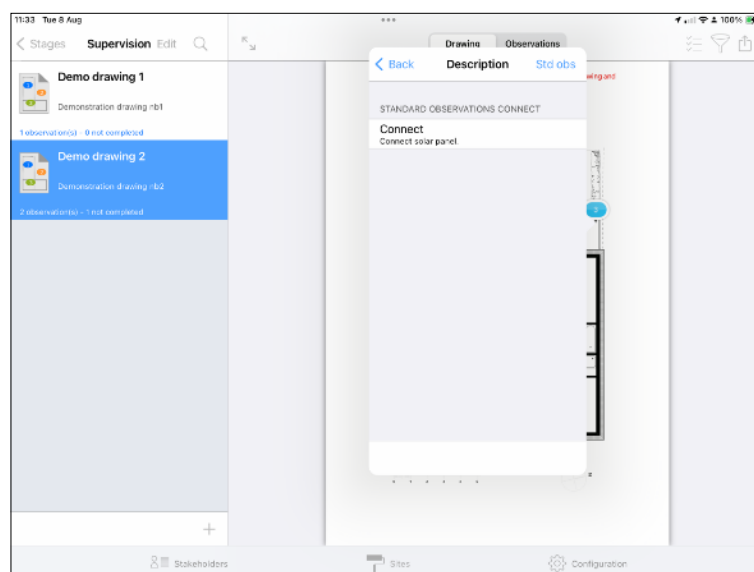 11:33 Tue 8 Aug
100%
Stages Supervision Edit
Drawing Observations
Back Description Std obs
wing and
STANDARD OBSERVATIONS CONNECT
Connect
Connect solar panel.
Demo drawing 1
Demonstration drawing nb1
1 observation(s) – 0 not completed
Demo drawing 2
Demonstration drawing nb2
2 observation(s) – 1 not completed
Stakeholders
Sites
Configuration